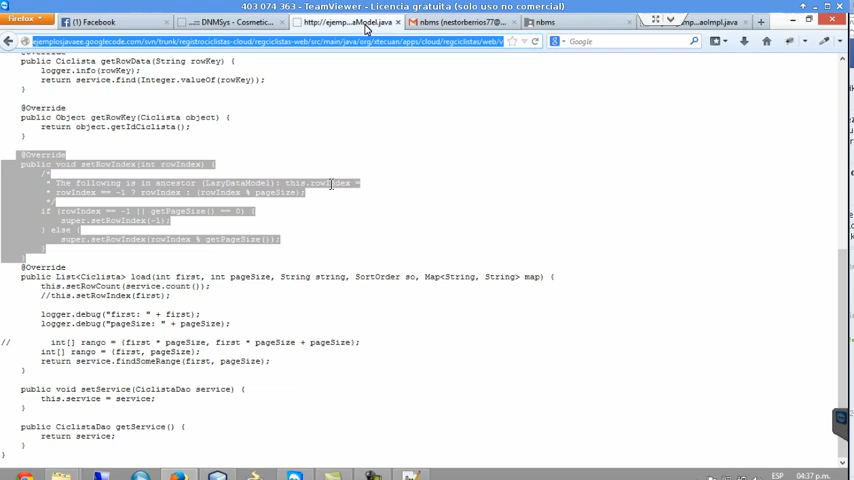 403 074 363 - TeamViewer - Licencia gratuita (solo uso no comercial)
Firefox
(1) Facebook
...: DNMSys - Cosmetic...
http://ejemp...aModel.java
nbms (nestorberrios77@...
nbms
...aoImpl.java
ejemplosjavaee.googlecode.com/svn/trunk/registrociclistas-cloud/regciclistas-web/src/main/java/org/xtecuan/apps/cloud/regciclistas/web/v
Google
@Override
public Ciclista getRowData(String rowKey) {
logger.info(rowKey);
return service.find(Integer.valueOf(rowKey));
}
@Override
public Object getRowKey(Ciclista object) {
return object.getIdCiclista();
}
@Override
public void setRowIndex(int rowIndex) {
/*
* The following is in ancestor (LazyDataModel): this.rowIndex =
* rowIndex == -1 ? rowIndex : (rowIndex % pageSize);
*/
if (rowIndex == -1 || getPageSize() == 0) {
super.setRowIndex(-1);
} else {
super.setRowIndex(rowIndex % getPageSize());
}
}
@Override
public List<Ciclista> load(int first, int pageSize, String string, SortOrder so, Map<String, String> map) {
this.setRowCount(service.count());
//this.setRowIndex(first);
logger.debug("first: " + first);
logger.debug("pageSize: " + pageSize);
// int[] rango = {first * pageSize, first * pageSize + pageSize};
int[] rango = {first, pageSize};
return service.findSomeRange(first, pageSize);
}
public void setService(CiclistaDao service) {
this.service = service;
}
public CiclistaDao getService() {
return service;
}
}
ESP
04:37 p.m.